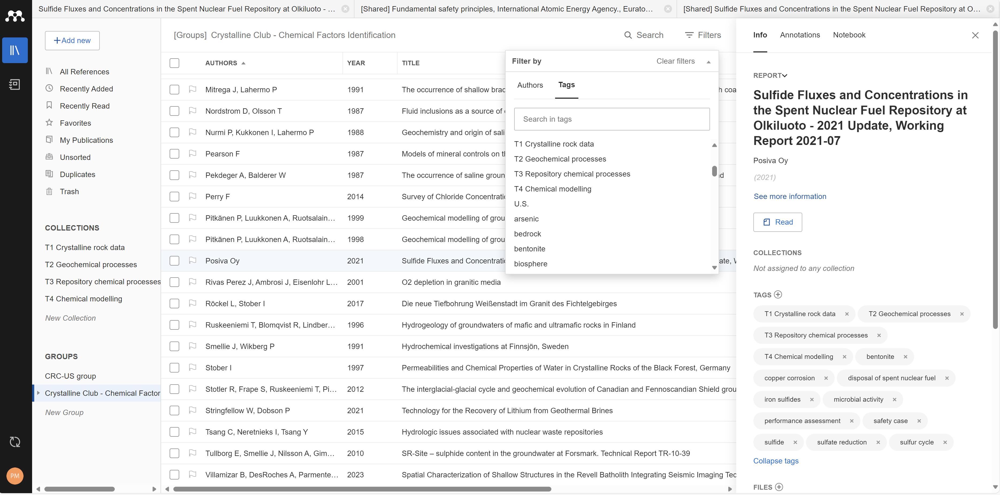 Sulfide Fluxes and Concentrations in the Spent Nuclear Fuel Repository at Olkiluoto - ...
[Shared] Fundamental safety principles, International Atomic Energy Agency., Eurato...
[Shared] Sulfide Fluxes and Concentrations in the Spent Nuclear Fuel Repository at O...
+ Add new
All References
Recently Added
Recently Read
Favorites
My Publications
Unsorted
Duplicates
Trash
COLLECTIONS
T1 Crystalline rock data
T2 Geochemical processes
T3 Repository chemical processes
T4 Chemical modelling
New Collection
GROUPS
CRC-US group
Crystalline Club - Chemical Factor
New Group
PM
[Groups] Crystalline Club - Chemical Factors Identification
Search
Filters
AUTHORS YEAR TITLE
Mitrega J, Lahermo P 1991 The occurrence of shallow brac h coa
Nordstrom D, Olsson T 1987 Fluid inclusions as a source of
Nurmi P, Kukkonen I, Lahermo P 1988 Geochemistry and origin of sali
Pearson F 1987 Models of mineral controls on t
Pekdeger A, Balderer W 1987 The occurrence of saline groun d
Perry F 2014 Survey of Chloride Concentrati
Pitkänen P, Luukkonen A, Ruotsalain... 1999 Geochemical modelling of grou
Pitkänen P, Luukkonen A, Ruotsalain... 1998 Geochemical modelling of grou
Posiva Oy 2021 Sulfide Fluxes and Concentratio ate, W
Rivas Perez J, Ambrosi J, Eisenlohr L... 2001 O2 depletion in granitic media
Röckel L, Stober I 2017 Die neue Tiefbohrung Weißenstadt im Granit des Fichtelgebirges
Ruskeeniemi T, Blomqvist R, Lindber... 1996 Hydrogeology of groundwaters of mafic and ultramafic rocks in Finland
Smellie J, Wikberg P 1991 Hydrochemical investigations at Finnsjön, Sweden
Stober I 1997 Permeabilities and Chemical Properties of Water in Crystalline Rocks of the Black Forest, Germany
Stotler R, Frape S, Ruskeeniemi T, Pi... 2012 The interglacial-glacial cycle and geochemical evolution of Canadian and Fennoscandian Shield grou
Stringfellow W, Dobson P 2021 Technology for the Recovery of Lithium from Geothermal Brines
Tsang C, Neretnieks I, Tsang Y 2015 Hydrologic issues associated with nuclear waste repositories
Tullborg E, Smellie J, Nilsson A, Gim... 2010 SR-Site – sulphide content in the groundwater at Forsmark. Technical Report TR-10-39
Villamizar B, DesRoches A, Parmente... 2023 Spatial Characterization of Shallow Structures in the Revell Batholith Integrating Seismic Imaging Tec
Filter by
Clear filters
Authors
Tags
Search in tags
T1 Crystalline rock data
T2 Geochemical processes
T3 Repository chemical processes
T4 Chemical modelling
U.S.
arsenic
bedrock
bentonite
biosphere
Info
Annotations
Notebook
REPORT
Sulfide Fluxes and Concentrations in
the Spent Nuclear Fuel Repository at
Olkiluoto - 2021 Update, Working
Report 2021-07
Posiva Oy
(2021)
See more information
Read
COLLECTIONS
Not assigned to any collection
TAGS
T1 Crystalline rock data × T2 Geochemical processes ×
T3 Repository chemical processes ×
T4 Chemical modelling × bentonite ×
copper corrosion × disposal of spent nuclear fuel ×
iron sulfides × microbial activity ×
performance assessment × safety case ×
sulfide × sulfate reduction × sulfur cycle ×
Collapse tags
FILES